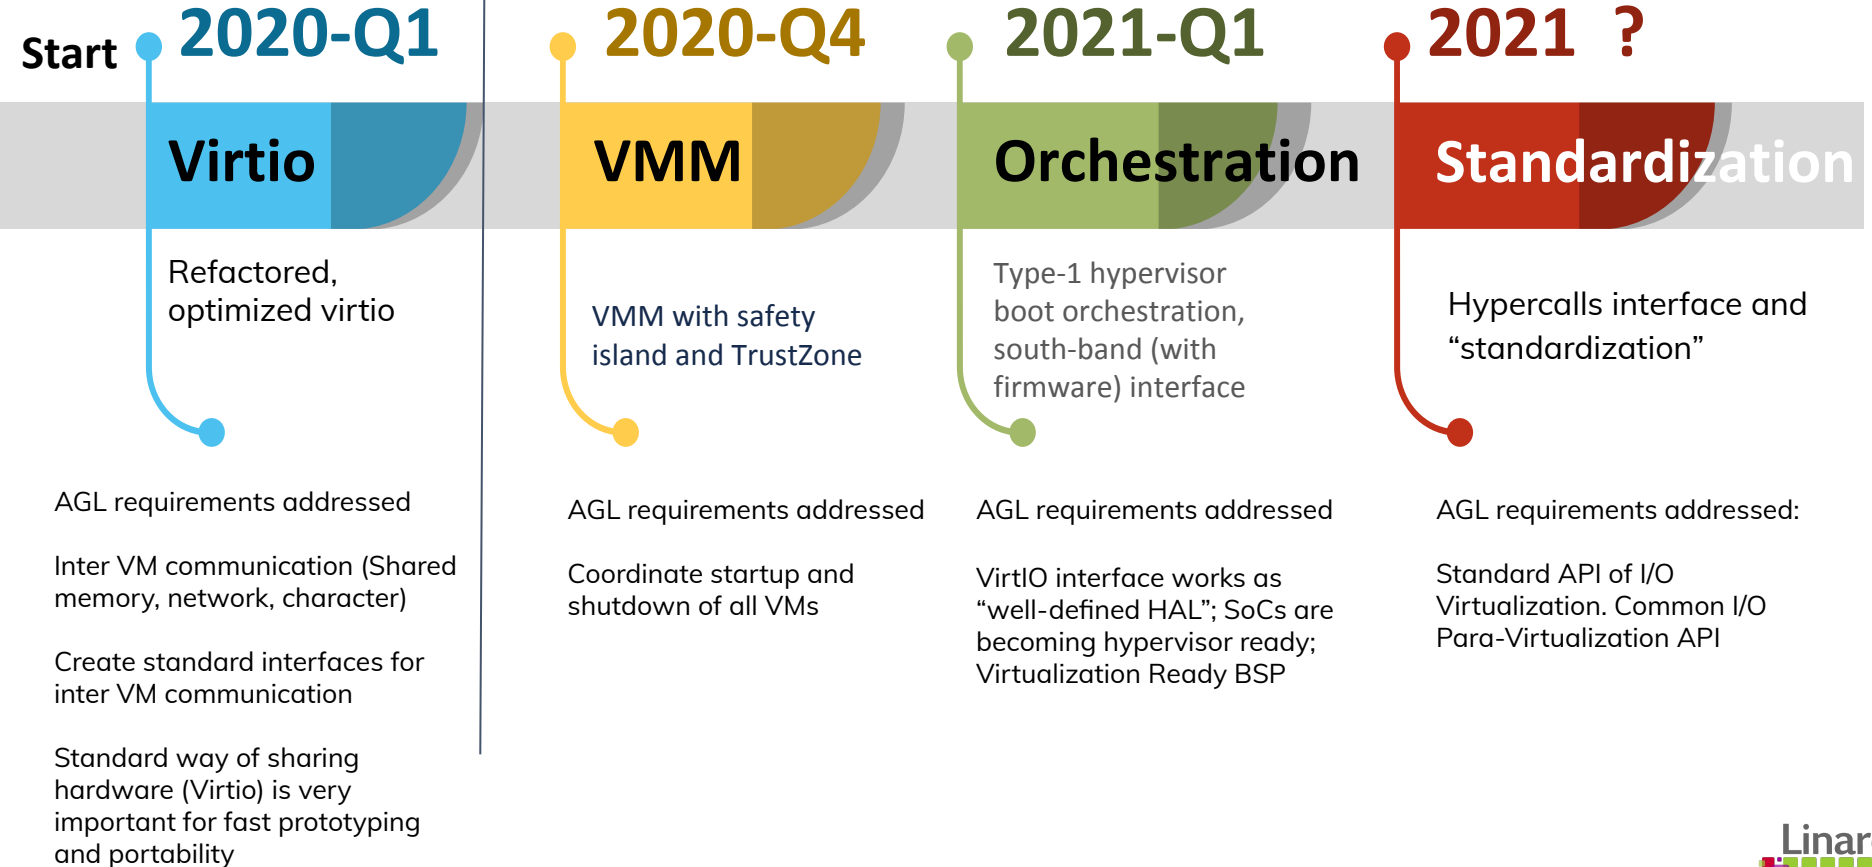 Start
2020-Q1
2020-Q4
2021-Q1
2021 ?
Virtio
VMM
Orchestration
Standardization
Refactored,
optimized virtio
VMM with safety
island and TrustZone
Type-1 hypervisor
boot orchestration,
south-band (with
firmware) interface
Hypercalls interface and
“standardization”
AGL requirements addressed
Inter VM communication (Shared
memory, network, character)
Create standard interfaces for
inter VM communication
Standard way of sharing
hardware (Virtio) is very
important for fast prototyping
and portability
AGL requirements addressed
Coordinate startup and
shutdown of all VMs
AGL requirements addressed
VirtIO interface works as
“well-defined HAL”; SoCs are
becoming hypervisor ready;
Virtualization Ready BSP
AGL requirements addressed:
Standard API of I/O
Virtualization. Common I/O
Para-Virtualization API
Linar